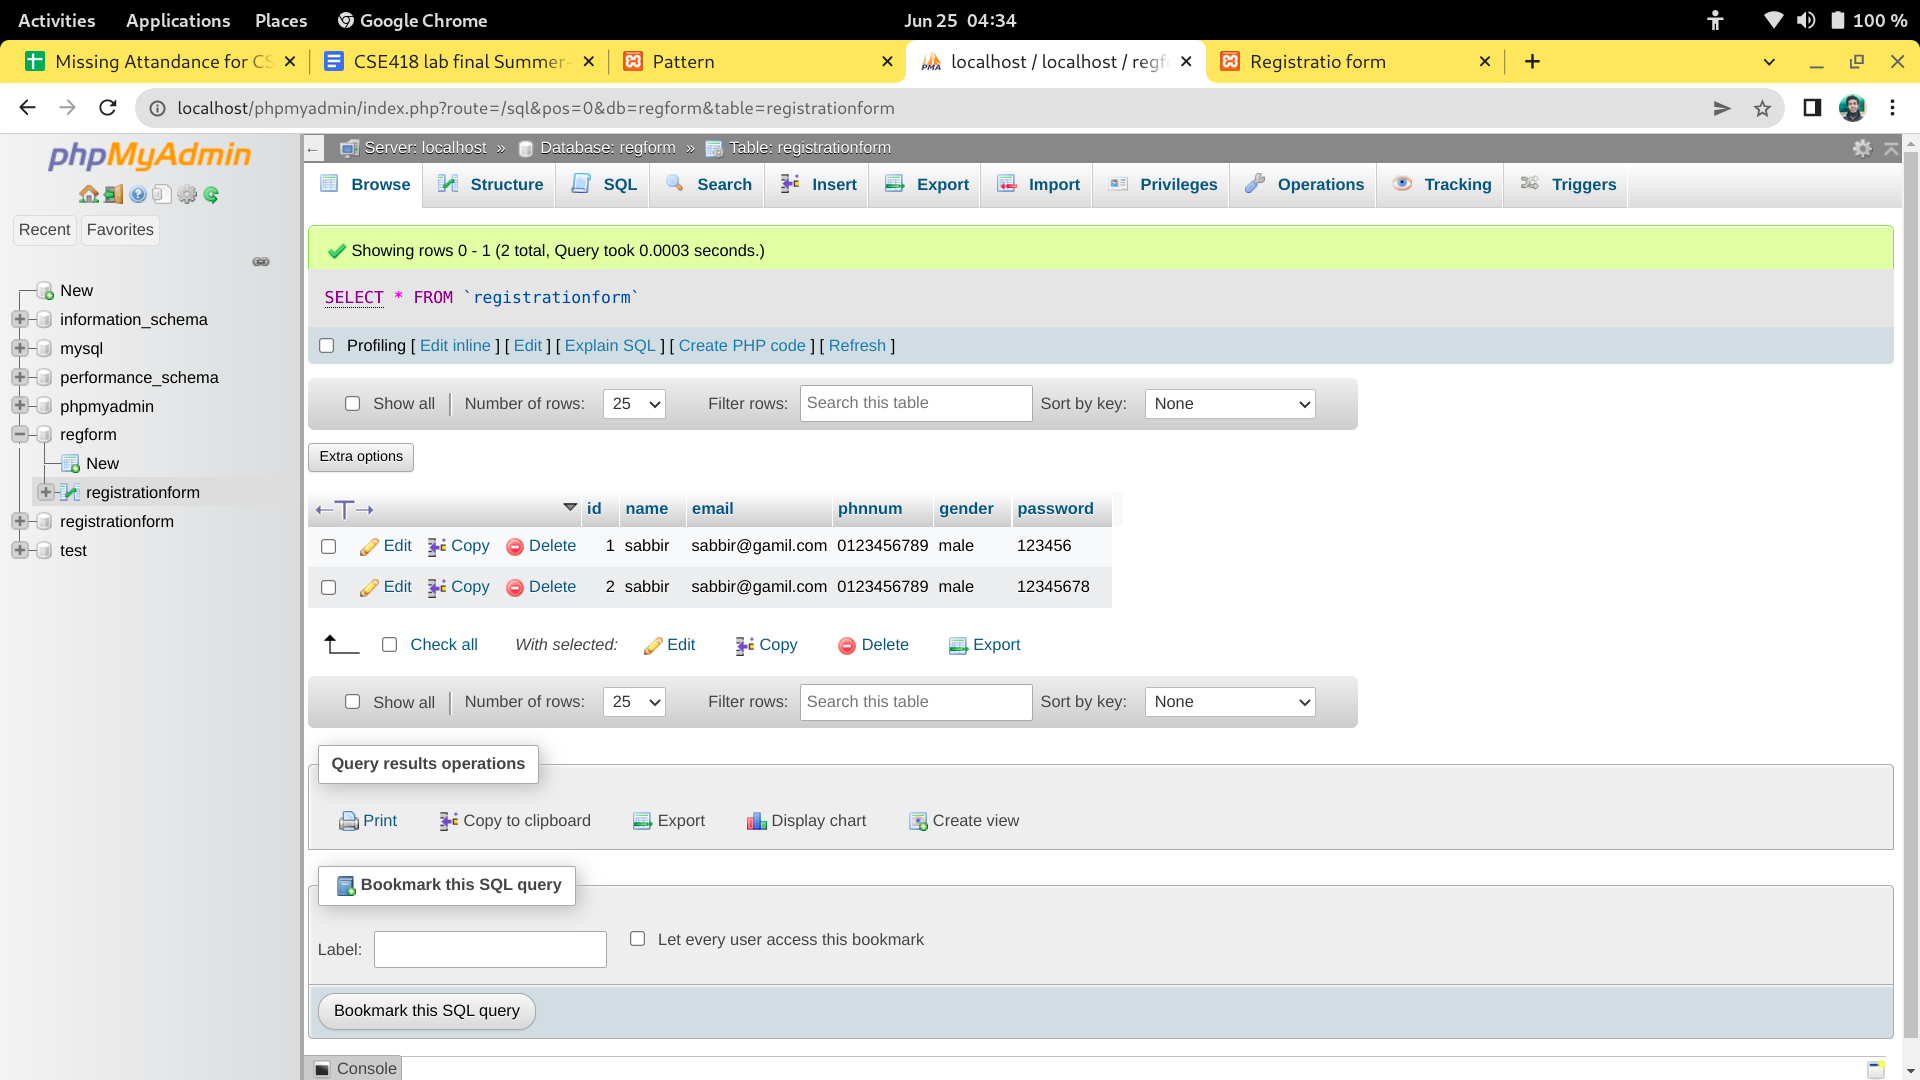 Activities Applications Places Google Chrome Jun 25 04:34 100 %
Missing Attandance for CS CSE418 lab final Summer- Pattern localhost / localhost / regfo Registratio form
localhost/phpmyadmin/index.php?route=/sql&pos=0&db=regform&table=registrationform
phpMyAdmin
Recent Favorites
New
information_schema
mysql
performance_schema
phpmyadmin
regform
New
registrationform
registrationform
test
Server: localhost » Database: regform » Table: registrationform
Browse Structure SQL Search Insert Export Import Privileges Operations Tracking Triggers
Showing rows 0 - 1 (2 total, Query took 0.0003 seconds.)
SELECT * FROM `registrationform`
Profiling [ Edit inline ] [ Edit ] [ Explain SQL ] [ Create PHP code ] [ Refresh ]
Show all Number of rows: 25 Filter rows: Search this table Sort by key: None
Extra options
id name email phnnum gender password
Edit Copy Delete 1 sabbir sabbir@gamil.com 0123456789 male 123456
Edit Copy Delete 2 sabbir sabbir@gamil.com 0123456789 male 12345678
Check all With selected: Edit Copy Delete Export
Show all Number of rows: 25 Filter rows: Search this table Sort by key: None
Query results operations
Print Copy to clipboard Export Display chart Create view
Bookmark this SQL query
Label: Let every user access this bookmark
Bookmark this SQL query
Console